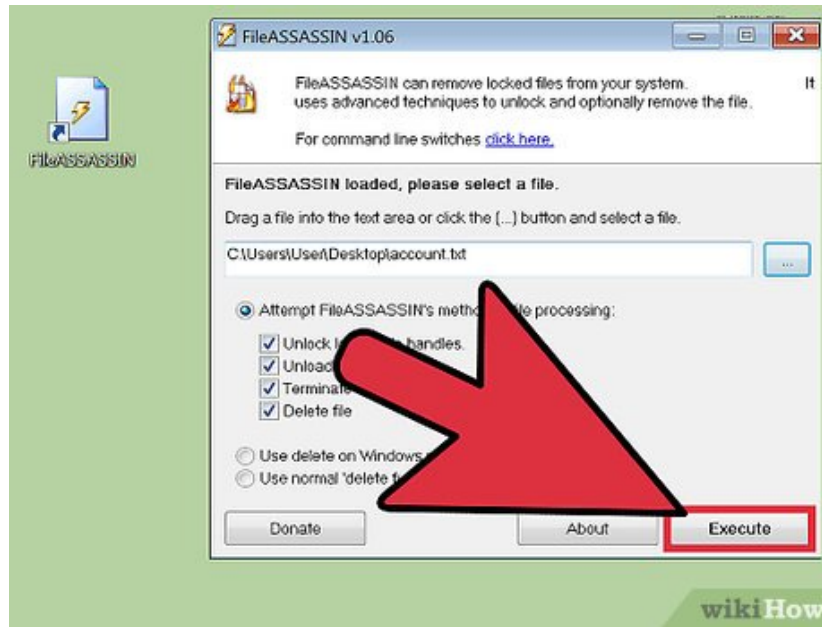 FileASSASSIN v1.06
FileASSASSIN can remove locked files from your system. It
uses advanced techniques to unlock and optionally remove the file.
For command line switches click here.
FileASSASSIN
FileASSASSIN loaded, please select a file.
Drag a file into the text area or click the (...) button and select a file.
C:\Users\User\Desktop\account.txt
...
Attempt FileASSASSIN's file processing:
Unlock handles.
Unload
Terminate
Delete file
Use delete on Windows
Use normal 'delete
Donate
About
Execute
wikiHow